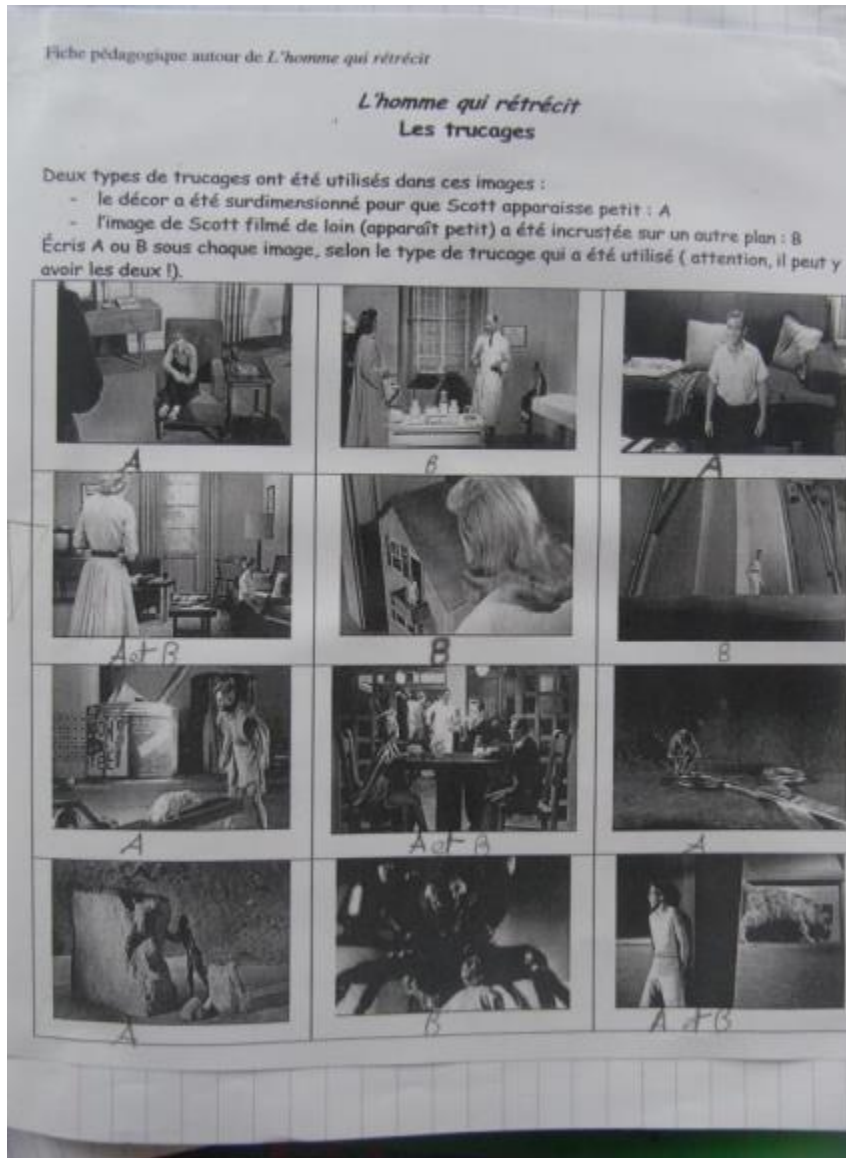 Fiche pédagogique autour de L'homme qui rétrécit
L'homme qui rétrécit
Les trucages
Deux types de trucages ont été utilisés dans ces images :
- le décor a été surdimensionné pour que Scott apparaisse petit : A
- l'image de Scott filmé de loin (apparaît petit) a été incrustée sur un autre plan : B
Écris A ou B sous chaque image, selon le type de trucage qui a été utilisé ( attention, il peut y
avoir les deux !).
A B A
A et B B B
A A et B A
A B A et B